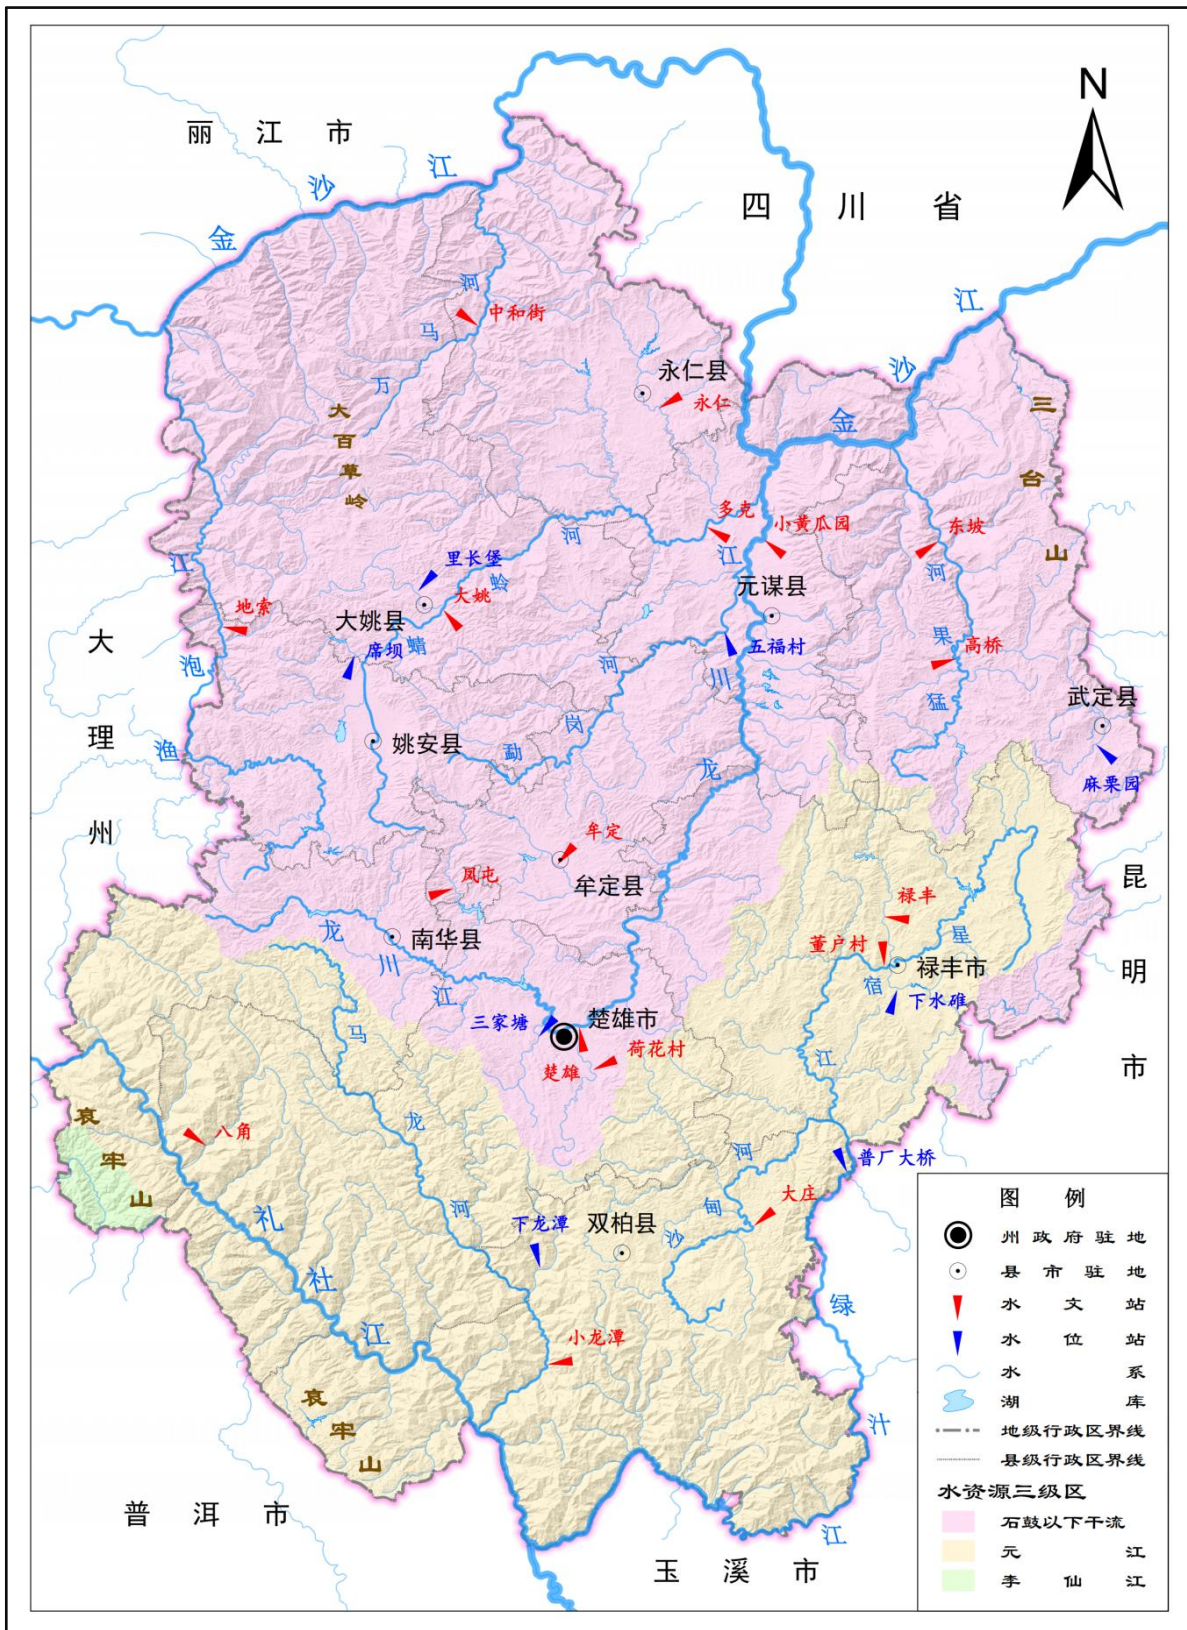 N
丽江市
四川省
金沙江
金沙江
万马河
中和街
永仁县
永仁
大百草岭
三台山
多克
小黄瓜园
东坡
里长堡
大姚县
大姚
蜻蛉河
地索
席坝
元谋县
五福村
高桥
猛果河
渔泡江
大理州
姚安县
勐岗河
龙川江
武定县
麻栗园
牟定
牟定县
凤屯
禄丰
董户村
禄丰市
下水碓
星宿江
昆明市
南华县
龙川江
三家塘
楚雄市
楚雄
荷花村
马龙河
哀牢山
八角
礼社江
普厂大桥
大庄
沙甸河
双柏县
下龙潭
小龙潭
哀牢山
绿汁江
普洱市
玉溪市
图例
州政府驻地
县市驻地
水文站
水位站
水系
湖库
地级行政区界线
县级行政区界线
水资源三级区
石鼓以下干流
元江
李仙江